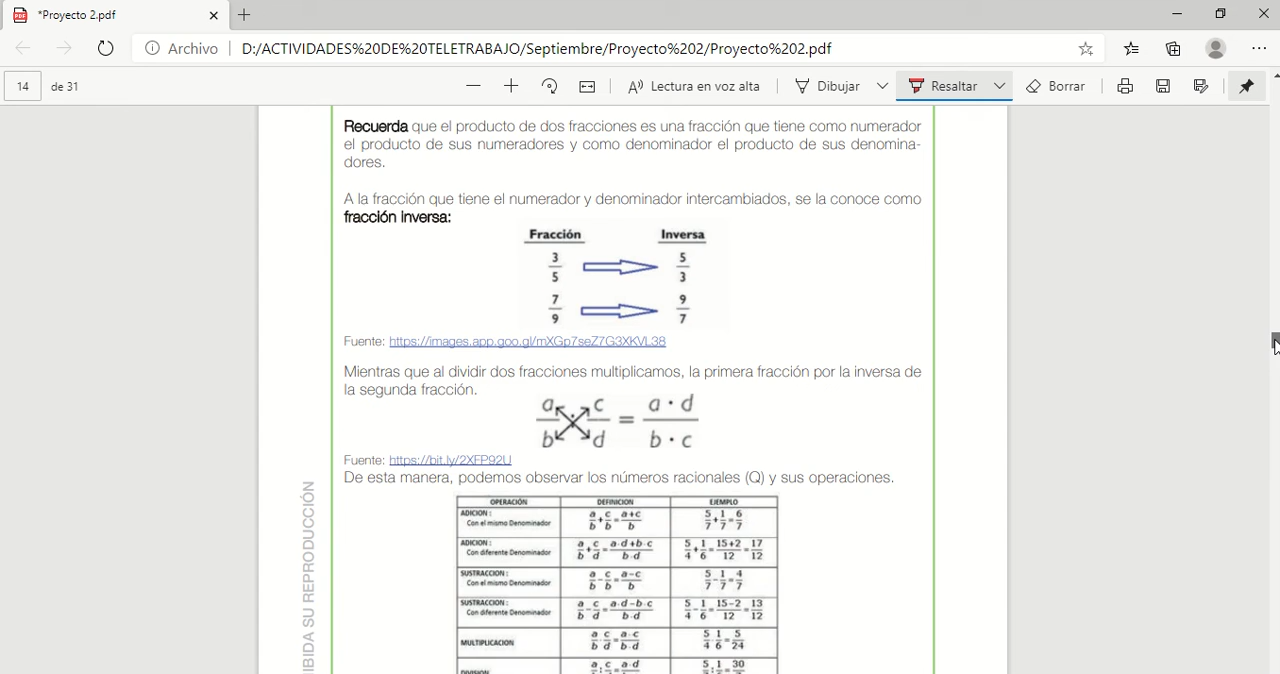 *Proyecto 2.pdf
Archivo D:/ACTIVIDADES%20DE%20TELETRABAJO/Septiembre/Proyecto%202/Proyecto%202.pdf
14 de 31 Lectura en voz alta Dibujar Resaltar Borrar
Recuerda que el producto de dos fracciones es una fracción que tiene como numerador
el producto de sus numeradores y como denominador el producto de sus denomina-
dores.
A la fracción que tiene el numerador y denominador intercambiados, se la conoce como
fracción inversa:
Fracción Inversa
3/5 5/3
7/9 9/7
Fuente: https://images.app.goo.gl/mXGp7seZ7G3XKVL38
Mientras que al dividir dos fracciones multiplicamos, la primera fracción por la inversa de
la segunda fracción.
a/b : c/d = a · d / b · c
Fuente: https://bit.ly/2XFP92U
De esta manera, podemos observar los números racionales (Q) y sus operaciones.
OPERACIÓN DEFINICION EJEMPLO
ADICION :
Con el mismo Denominador a/b + c/b = a+c/b 5/7 + 1/7 = 6/7
ADICION :
Con diferente Denominador a/b + c/d = a·d+b·c/b·d 5/4 + 1/6 = 15+2/12 = 17/12
SUSTRACCION :
Con el mismo Denominador a/b - c/b = a-c/b 5/7 - 1/7 = 4/7
SUSTRACCION :
Con diferente Denominador a/b - c/d = a·d-b·c/b·d 5/4 - 1/6 = 15-2/12 = 13/12
MULTIPLICACION a/b · c/d = a·c/b·d 5/4 · 1/6 = 5/24
DIVISION a/b : c/d = a·d 5/4 : 1/6 = 30
IBIDA SU REPRODUCCIÓN